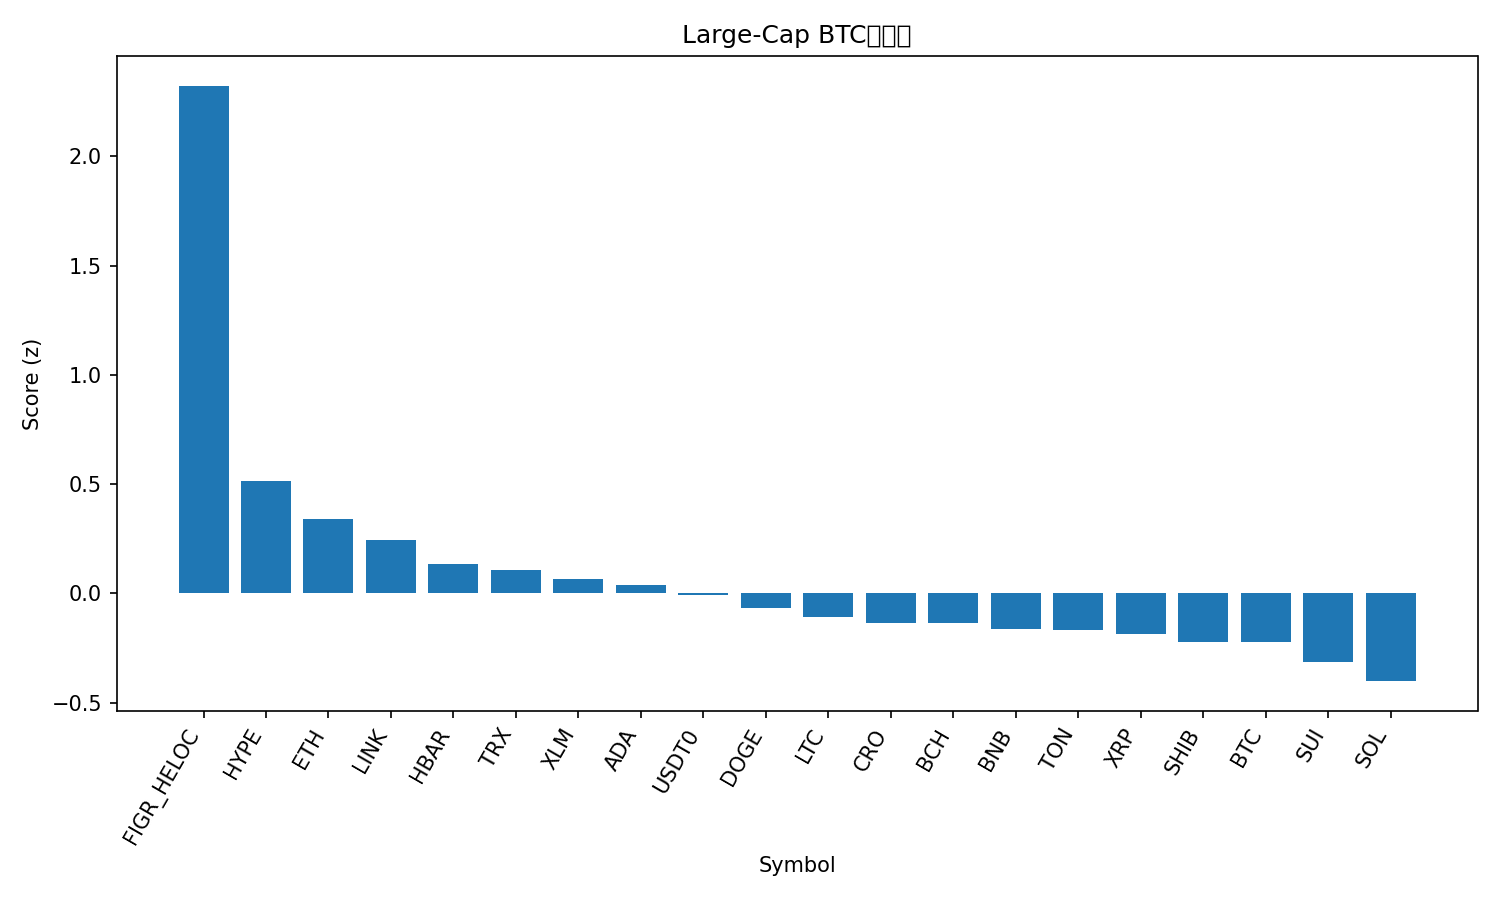 Large-Cap BTC
Score (z)
2.0
1.5
1.0
0.5
0.0
−0.5
FIGR_HELOC
HYPE
ETH
LINK
HBAR
TRX
XLM
ADA
USDT0
DOGE
LTC
CRO
BCH
BNB
TON
XRP
SHIB
BTC
SUI
SOL
Symbol